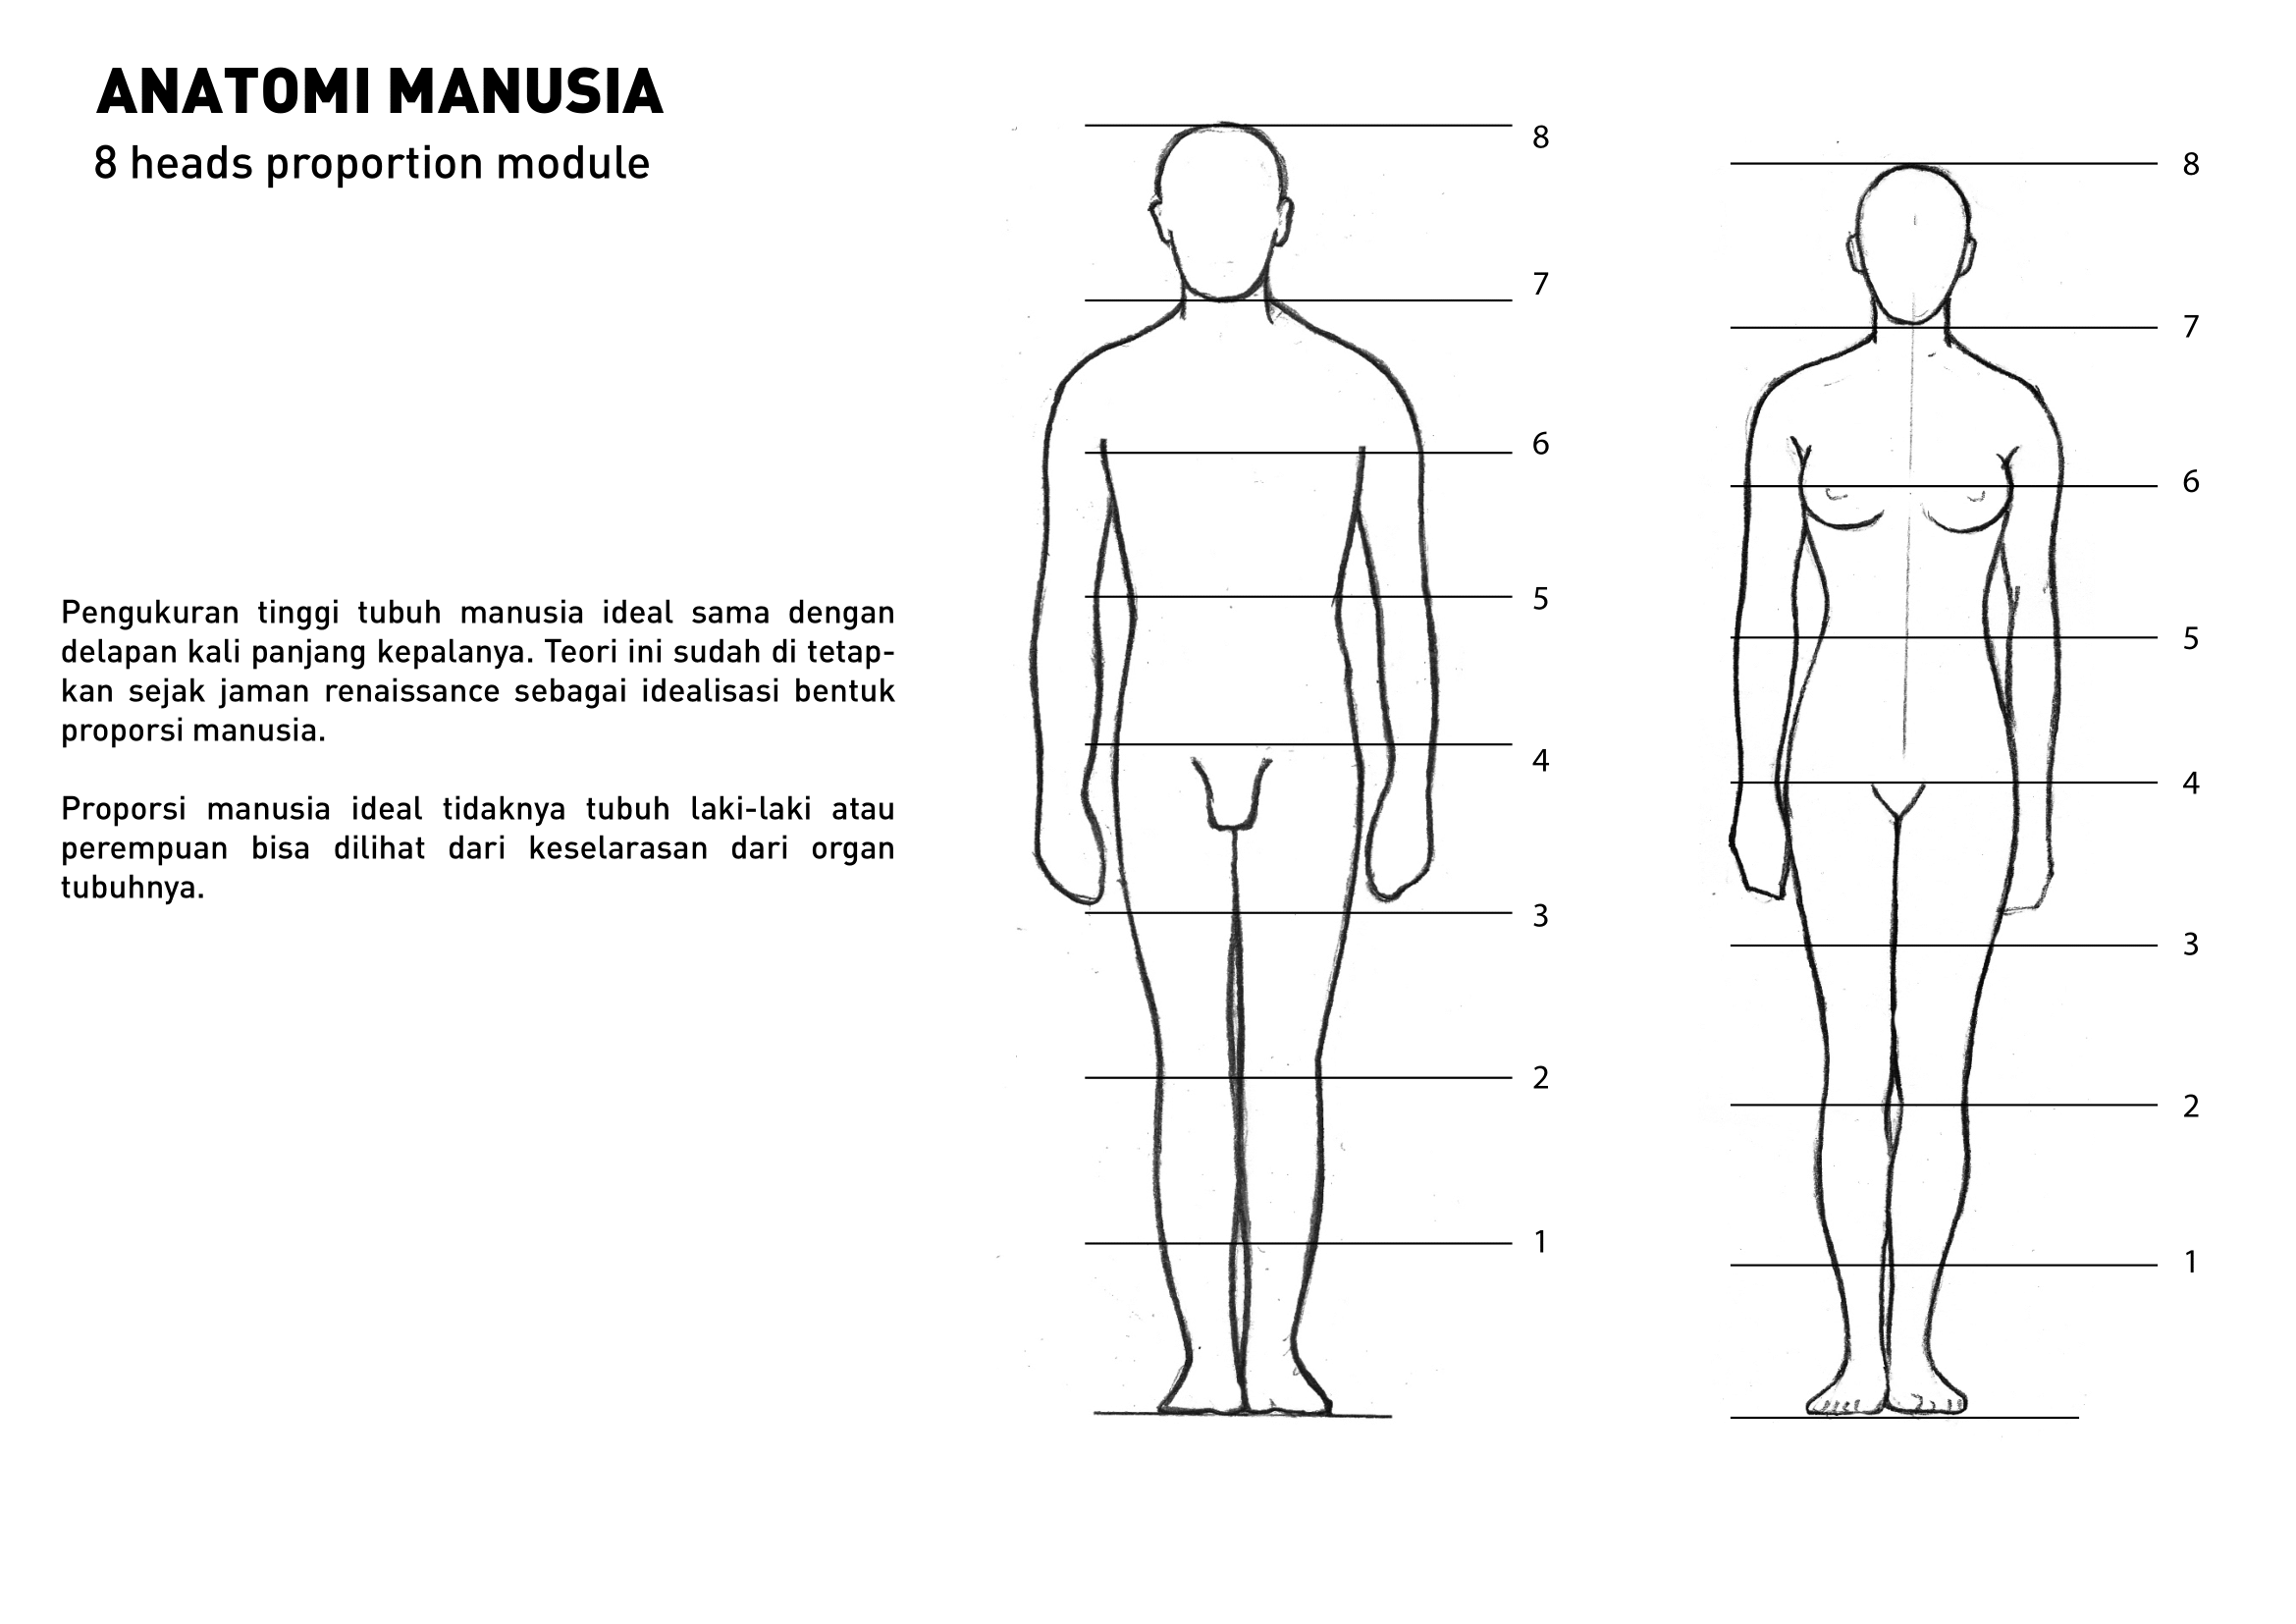 ANATOMI MANUSIA
8 heads proportion module
Pengukuran tinggi tubuh manusia ideal sama dengan
delapan kali panjang kepalanya. Teori ini sudah di tetap-
kan sejak jaman renaissance sebagai idealisasi bentuk
proporsi manusia.
Proporsi manusia ideal tidaknya tubuh laki-laki atau
perempuan bisa dilihat dari keselarasan dari organ
tubuhnya.
8
7
6
5
4
3
2
1
8
7
6
5
4
3
2
1